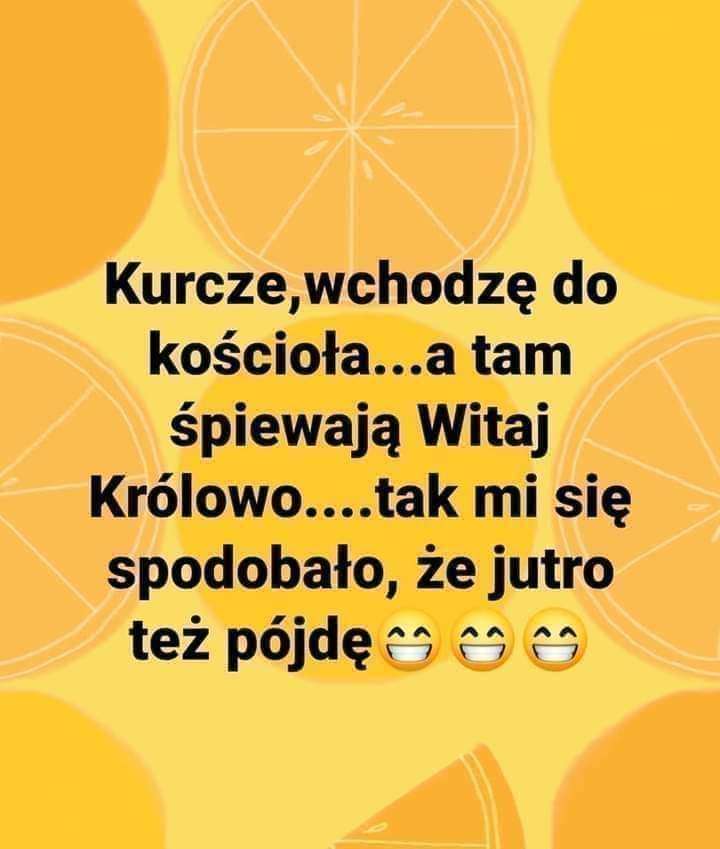 Kurcze,wchodzę do
kościoła...a tam
śpiewają Witaj
Królowo....tak mi się
spodobało, że jutro
też pójdę😁😁😁